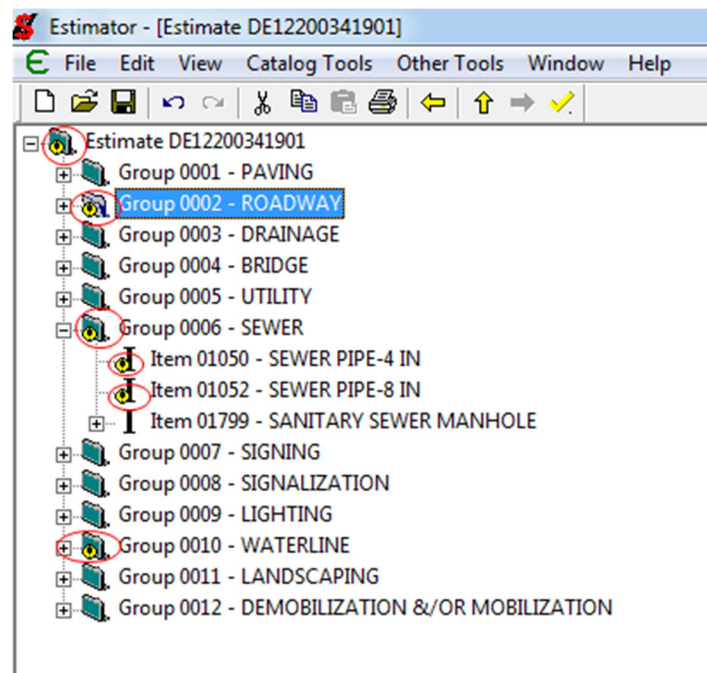 Estimator - [Estimate DE12200341901]
File Edit View Catalog Tools Other Tools Window Help
Estimate DE12200341901
Group 0001 - PAVING
Group 0002 - ROADWAY
Group 0003 - DRAINAGE
Group 0004 - BRIDGE
Group 0005 - UTILITY
Group 0006 - SEWER
Item 01050 - SEWER PIPE-4 IN
Item 01052 - SEWER PIPE-8 IN
Item 01799 - SANITARY SEWER MANHOLE
Group 0007 - SIGNING
Group 0008 - SIGNALIZATION
Group 0009 - LIGHTING
Group 0010 - WATERLINE
Group 0011 - LANDSCAPING
Group 0012 - DEMOBILIZATION &/OR MOBILIZATION